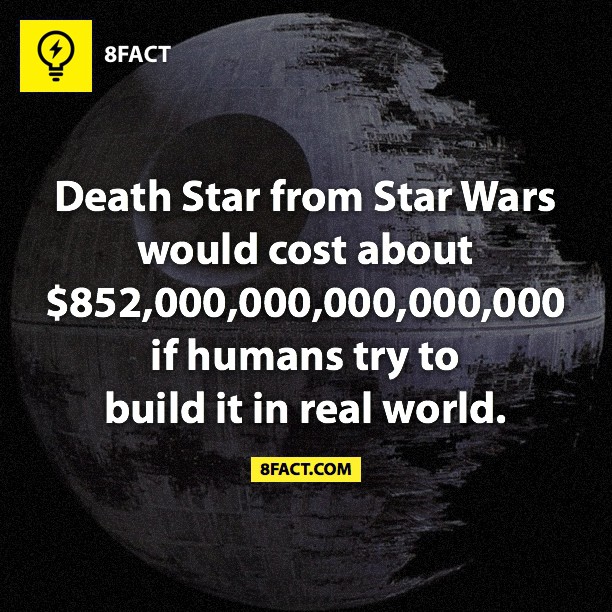 8FACT
Death Star from Star Wars
would cost about
$852,000,000,000,000,000
if humans try to
build it in real world.
8FACT.COM